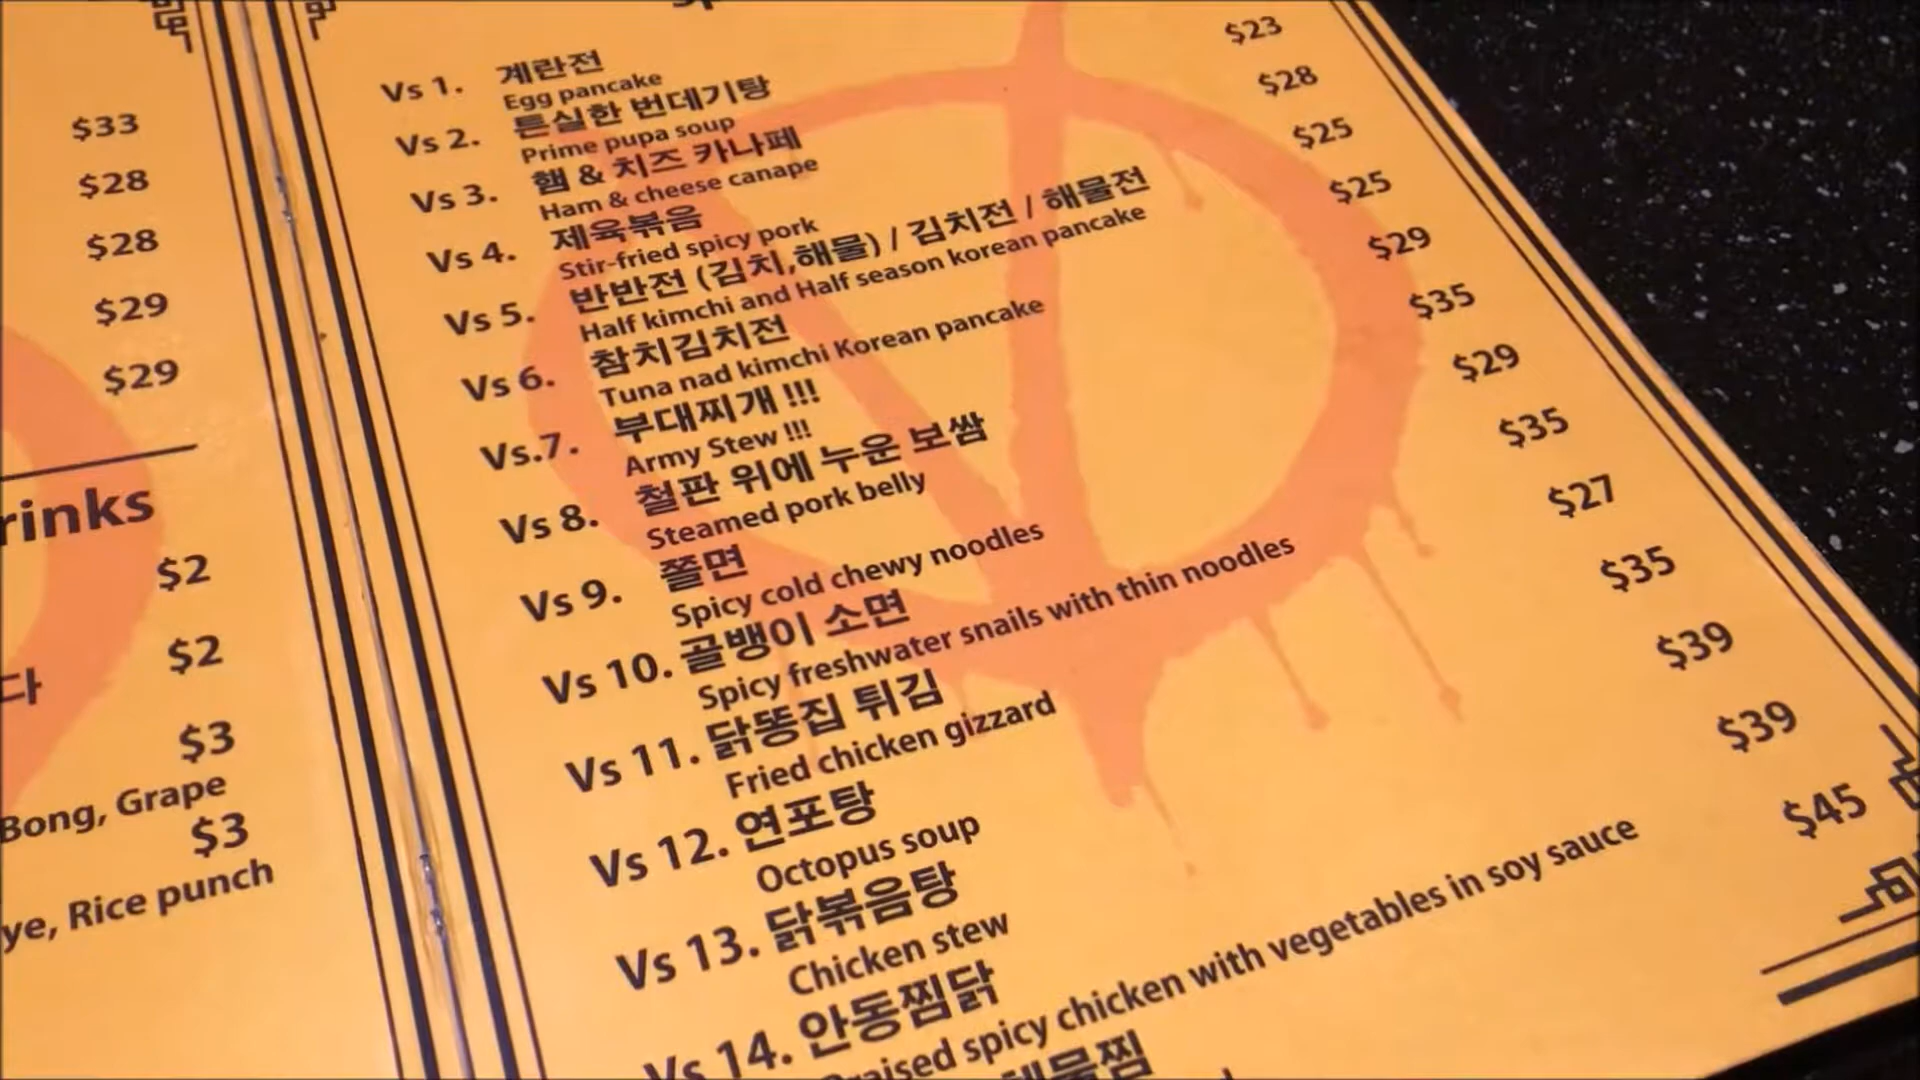 $33
$28
$28
$29
$29
rinks
$2
$2
다
$3
Bong, Grape
$3
ye, Rice punch
Vs 1. 계란전 $23
Egg pancake
Vs 2. 튼실한 번데기탕 $28
Prime pupa soup
Vs 3. 햄 & 치즈 카나페 $25
Ham & cheese canape
Vs 4. 제육볶음 $25
Stir-fried spicy pork
Vs 5. 반반전 (김치,해물) / 김치전 / 해물전 $29
Half kimchi and Half season korean pancake
Vs 6. 참치김치전 $35
Tuna nad kimchi Korean pancake
Vs.7. 부대찌개 !!! $29
Army Stew !!!
Vs 8. 철판 위에 누운 보쌈 $35
Steamed pork belly
Vs 9. 쫄면 $27
Spicy cold chewy noodles
Vs 10. 골뱅이 소면 $35
Spicy freshwater snails with thin noodles
Vs 11. 닭똥집 튀김 $39
Fried chicken gizzard
Vs 12. 연포탕 $39
Octopus soup
Vs 13. 닭볶음탕 $45
Chicken stew
Vs 14. 안동찜닭
Braised spicy chicken with vegetables in soy sauce
해물찜